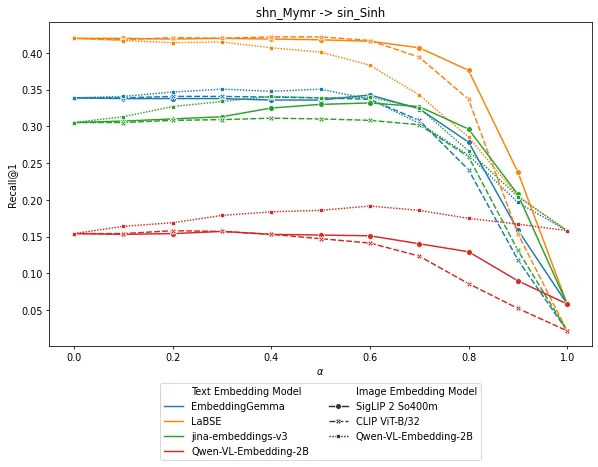 shn_Mymr -> sin_Sinh
Recall@1
0.40
0.35
0.30
0.25
0.20
0.15
0.10
0.05
0.0 0.2 0.4 0.6 0.8 1.0
α
Text Embedding Model
EmbeddingGemma
LaBSE
jina-embeddings-v3
Qwen-VL-Embedding-2B
Image Embedding Model
SigLIP 2 So400m
CLIP ViT-B/32
Qwen-VL-Embedding-2B